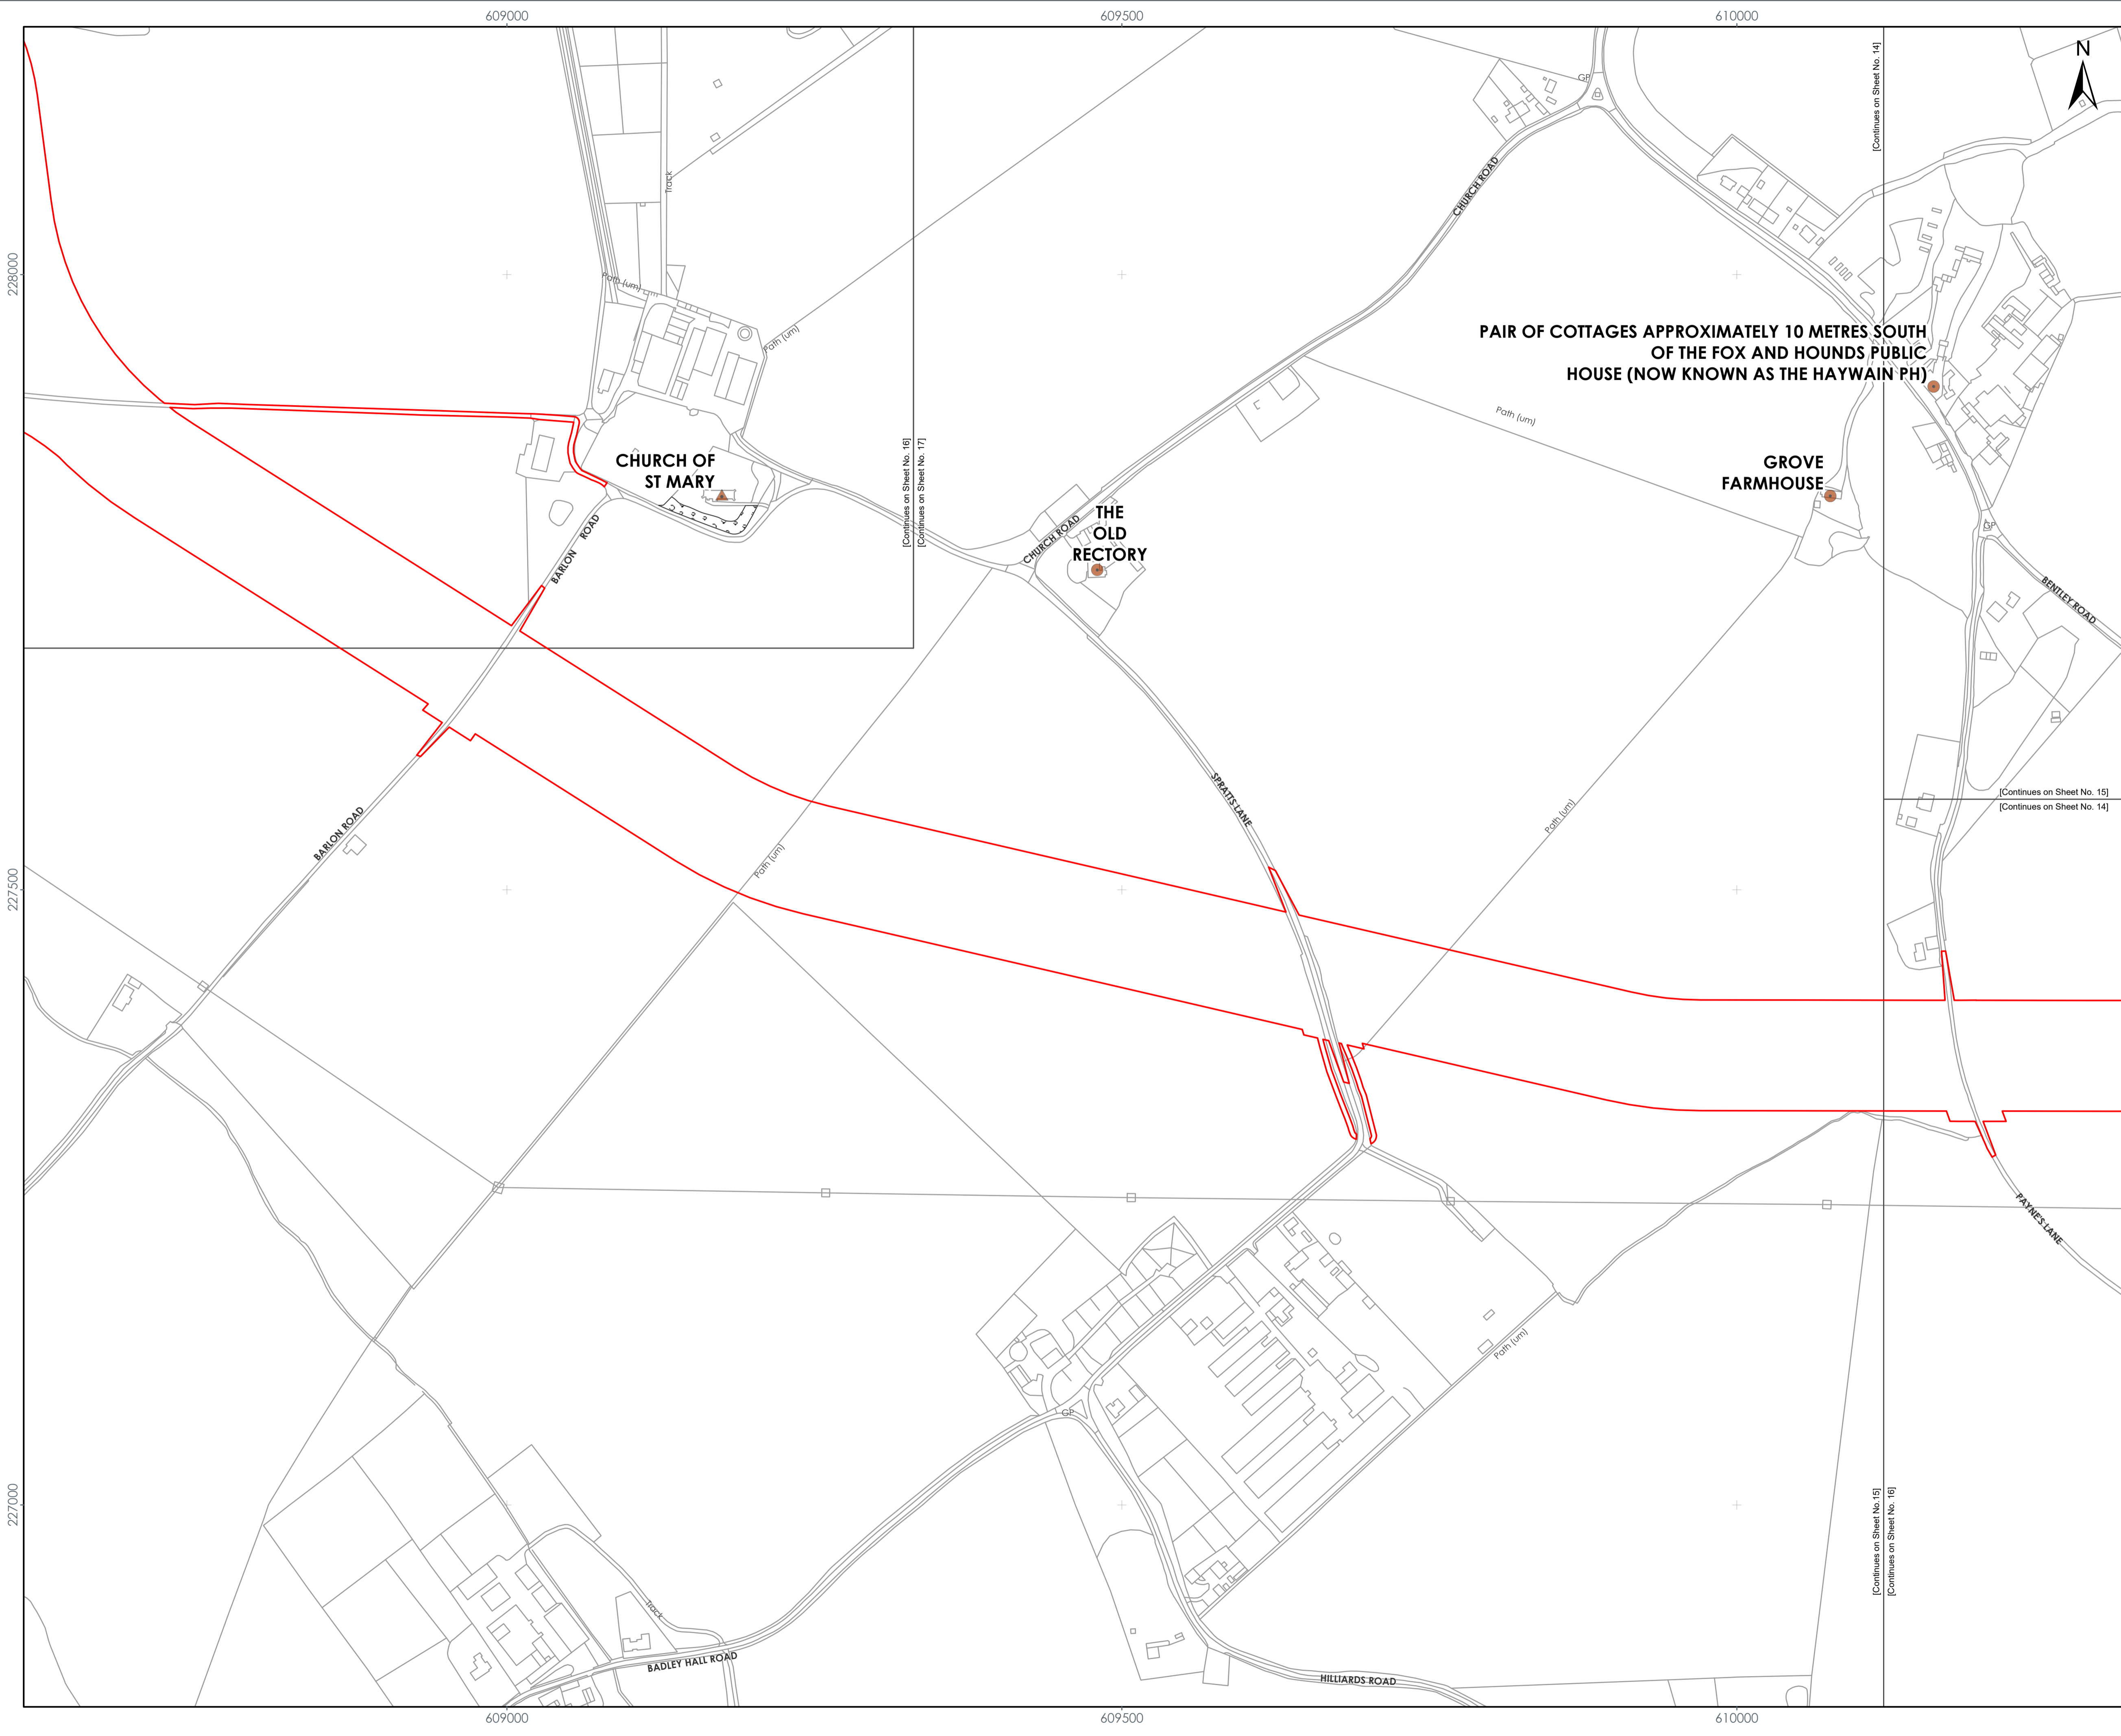 609000
609500
610000
N
[Continues on Sheet No. 14]
GP
CHURCH ROAD
Track
228000
Path (um)
Path (um)
PAIR OF COTTAGES APPROXIMATELY 10 METRES SOUTH
OF THE FOX AND HOUNDS PUBLIC
HOUSE (NOW KNOWN AS THE HAYWAIN PH)
Path (um)
CHURCH OF
ST MARY
[Continues on Sheet No. 16]
[Continues on Sheet No. 17]
GROVE
FARMHOUSE
THE
OLD
RECTORY
CHURCH ROAD
BARLON ROAD
GP
BENTLEY ROAD
SPRATTS LANE
[Continues on Sheet No. 15]
[Continues on Sheet No. 14]
BARLON ROAD
Path (um)
Path (um)
227500
PAYNE'S LANE
Path (um)
GP
227000
[Continues on Sheet No.15]
[Continues on Sheet No. 16]
Track
BADLEY HALL ROAD
HILLIARDS ROAD
609000
609500
610000